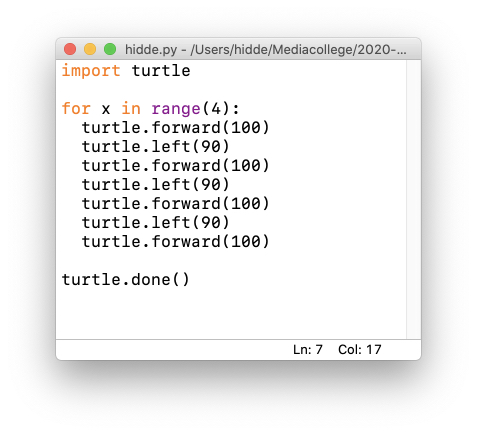 hidde.py - /Users/hidde/Mediacollege/2020-...
import turtle

for x in range(4):
  turtle.forward(100)
  turtle.left(90)
  turtle.forward(100)
  turtle.left(90)
  turtle.forward(100)
  turtle.left(90)
  turtle.forward(100)

turtle.done()
Ln: 7 Col: 17